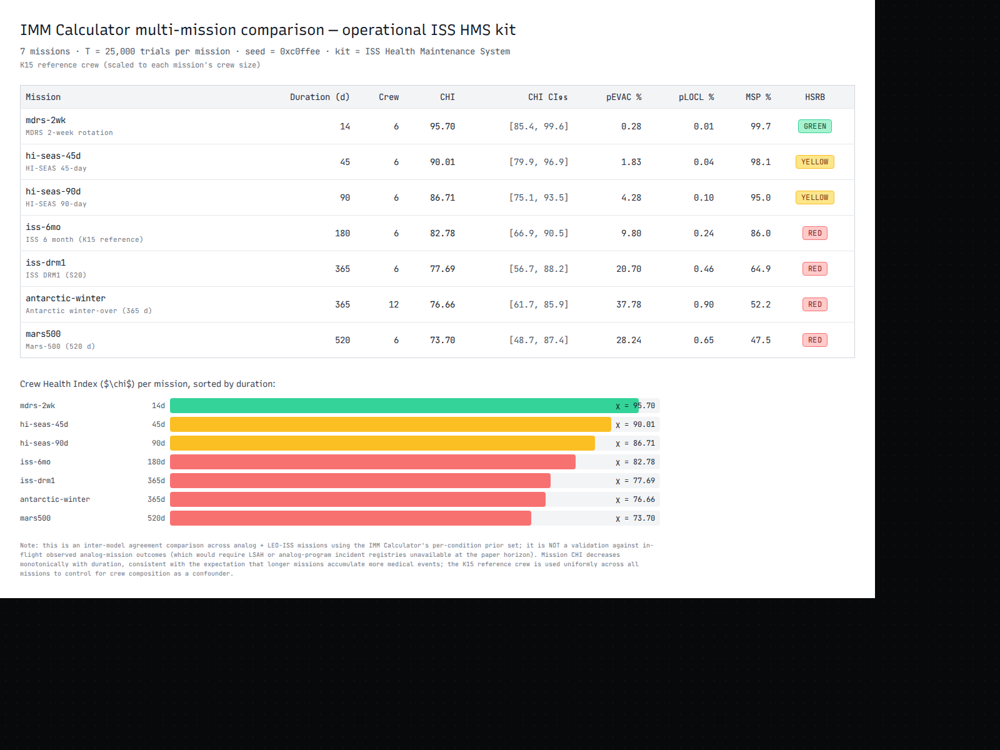 IMM Calculator multi-mission comparison — operational ISS HMS kit
7 missions · T = 25,000 trials per mission · seed = 0xc0ffee · kit = ISS Health Maintenance System
K15 reference crew (scaled to each mission's crew size)
Mission Duration (d) Crew CHI CHI CI₉₅ pEVAC % pLOCL % MSP % HSRB
mdrs-2wk
MDRS 2-week rotation
14 6 95.70 [85.4, 99.6] 0.28 0.01 99.7 GREEN
hi-seas-45d
HI-SEAS 45-day
45 6 90.01 [79.9, 96.9] 1.83 0.04 98.1 YELLOW
hi-seas-90d
HI-SEAS 90-day
90 6 86.71 [75.1, 93.5] 4.28 0.10 95.0 YELLOW
iss-6mo
ISS 6 month (K15 reference)
180 6 82.78 [66.9, 90.5] 9.80 0.24 86.0 RED
iss-drm1
ISS DRM1 (S20)
365 6 77.69 [56.7, 88.2] 20.70 0.46 64.9 RED
antarctic-winter
Antarctic winter-over (365 d)
365 12 76.66 [61.7, 85.9] 37.78 0.90 52.2 RED
mars500
Mars-500 (520 d)
520 6 73.70 [48.7, 87.4] 28.24 0.65 47.5 RED
Crew Health Index ($\chi$) per mission, sorted by duration:
mdrs-2wk 14d χ = 95.70
hi-seas-45d 45d χ = 90.01
hi-seas-90d 90d χ = 86.71
iss-6mo 180d χ = 82.78
iss-drm1 365d χ = 77.69
antarctic-winter 365d χ = 76.66
mars500 520d χ = 73.70
Note: this is an inter-model agreement comparison across analog + LEO-ISS missions using the IMM Calculator's per-condition prior set; it is NOT a validation against in-
flight observed analog-mission outcomes (which would require LSAH or analog-program incident registries unavailable at the paper horizon). Mission CHI decreases
monotonically with duration, consistent with the expectation that longer missions accumulate more medical events; the K15 reference crew is used uniformly across all
missions to control for crew composition as a confounder.